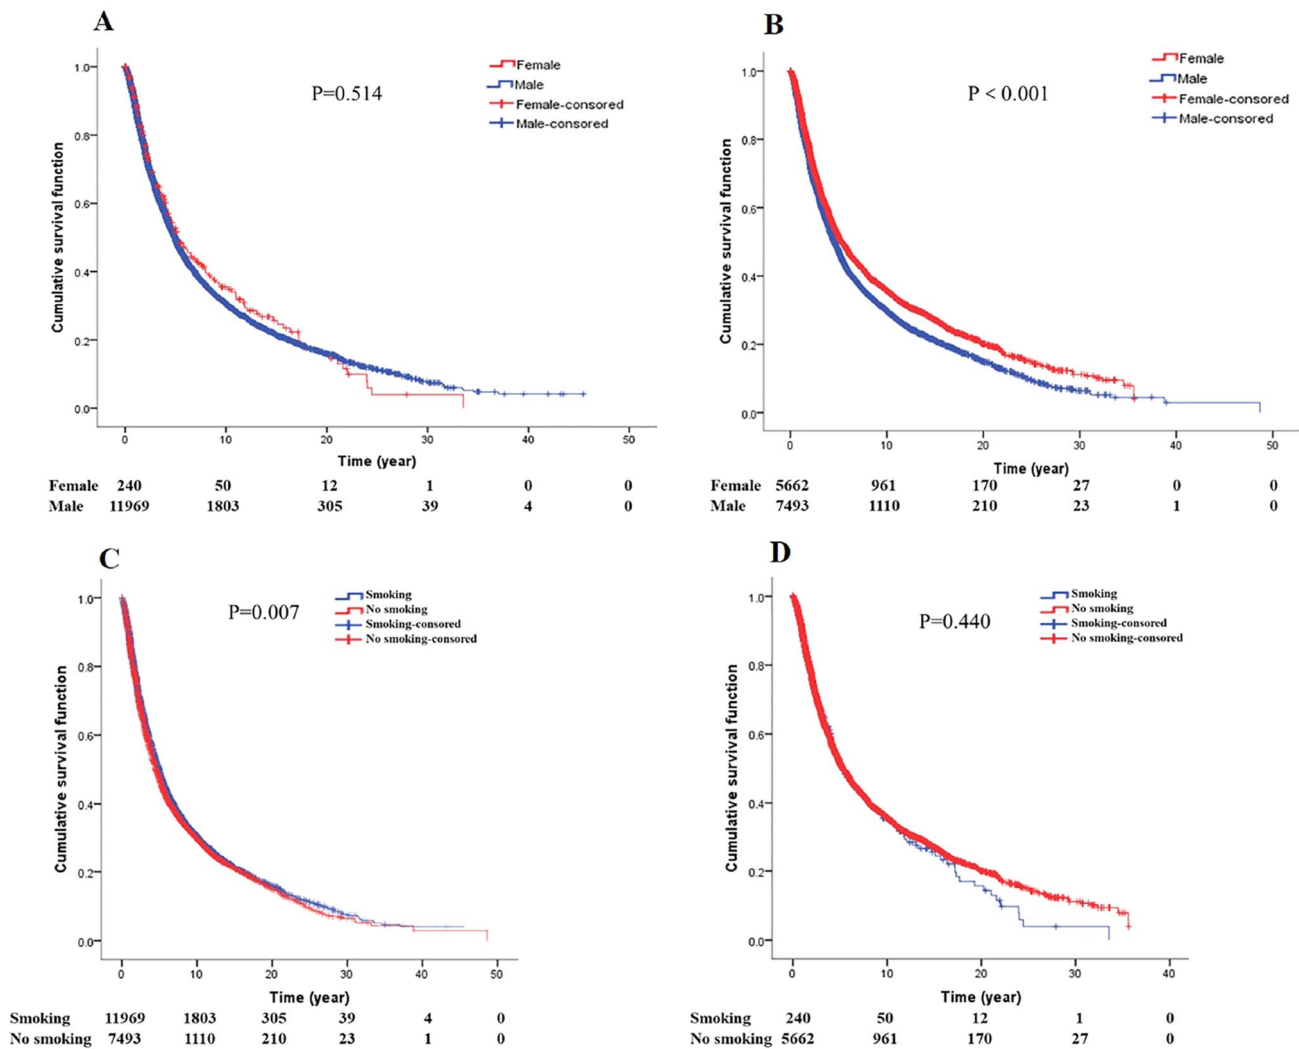 A
Female
Male
Female-consored
Male-consored
P=0.514
Cumulative survival function
1.0
0.8
0.6
0.4
0.2
0.0
0 10 20 30 40 50
Time (year)
Female 240 50 12 1 0 0
Male 11969 1803 305 39 4 0
B
Female
Male
Female-consored
Male-consored
P < 0.001
Cumulative survival function
1.0
0.8
0.6
0.4
0.2
0.0
0 10 20 30 40 50
Time (year)
Female 5662 961 170 27 0 0
Male 7493 1110 210 23 1 0
C
Smoking
No smoking
Smoking-consored
No smoking-consored
P=0.007
Cumulative survival function
1.0
0.8
0.6
0.4
0.2
0.0
0 10 20 30 40 50
Time (year)
Smoking 11969 1803 305 39 4 0
No smoking 7493 1110 210 23 1 0
D
Smoking
No smoking
Smoking-consored
No smoking-consored
P=0.440
Cumulative survival function
1.0
0.8
0.6
0.4
0.2
0.0
0 10 20 30 40
Time (year)
Smoking 240 50 12 1 0
No smoking 5662 961 170 27 0